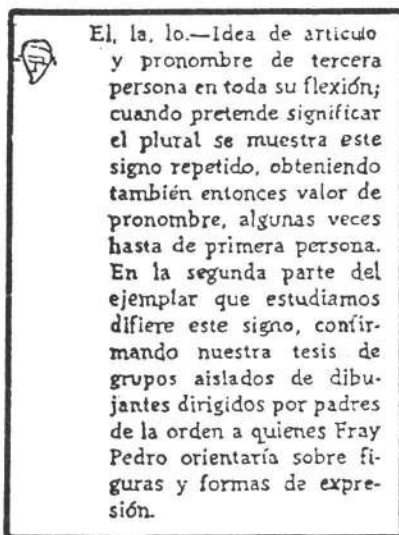 El, la, lo.—Idea de articulo
y pronombre de tercera
persona en toda su flexión;
cuando pretende significar
el plural se muestra este
signo repetido, obteniendo
también entonces valor de
pronombre, algunas veces
hasta de primera persona.
En la segunda parte del
ejemplar que estudiamos
difiere este signo, confir-
mando nuestra tesis de
grupos aislados de dibu-
jantes dirigidos por padres
de la orden a quienes Fray
Pedro orientaría sobre fi-
guras y formas de expre-
sión.